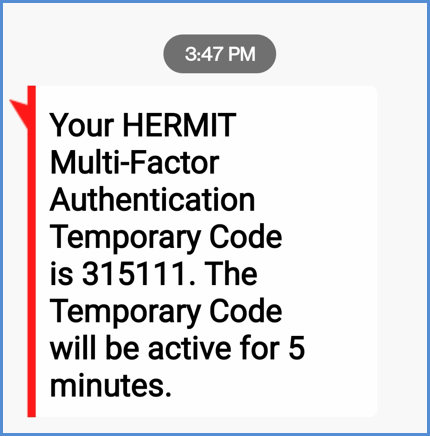 3:47 PM
Your HERMIT
Multi-Factor
Authentication
Temporary Code
is 315111. The
Temporary Code
will be active for 5
minutes.